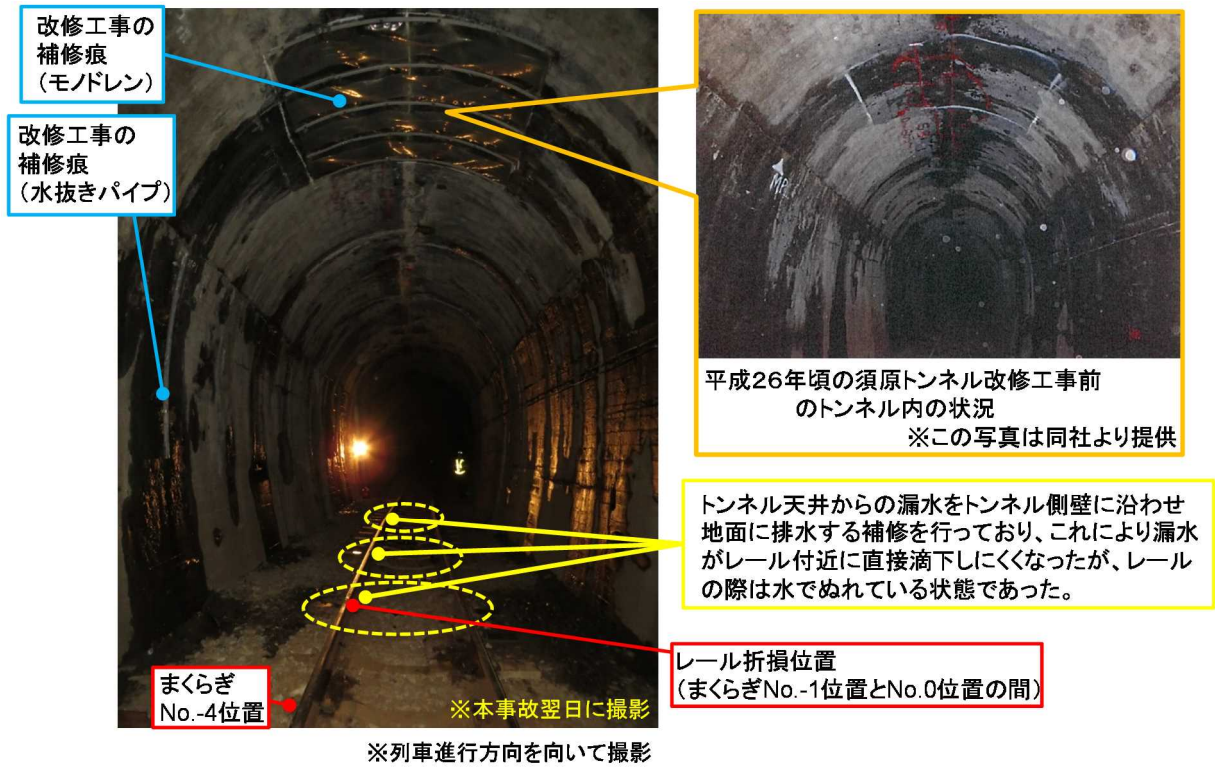 改修工事の
補修痕
(モノドレン)
改修工事の
補修痕
(水抜きパイプ)
MP
平成26年頃の須原トンネル改修工事前
のトンネル内の状況
※この写真は同社より提供
トンネル天井からの漏水をトンネル側壁に沿わせ
地面に排水する補修を行っており、これにより漏水
がレール付近に直接滴下しにくくなったが、レール
の際は水でぬれている状態であった。
レール折損位置
(まくらぎNo.-1位置とNo.0位置の間)
まくらぎ
No.-4位置
※本事故翌日に撮影
※列車進行方向を向いて撮影